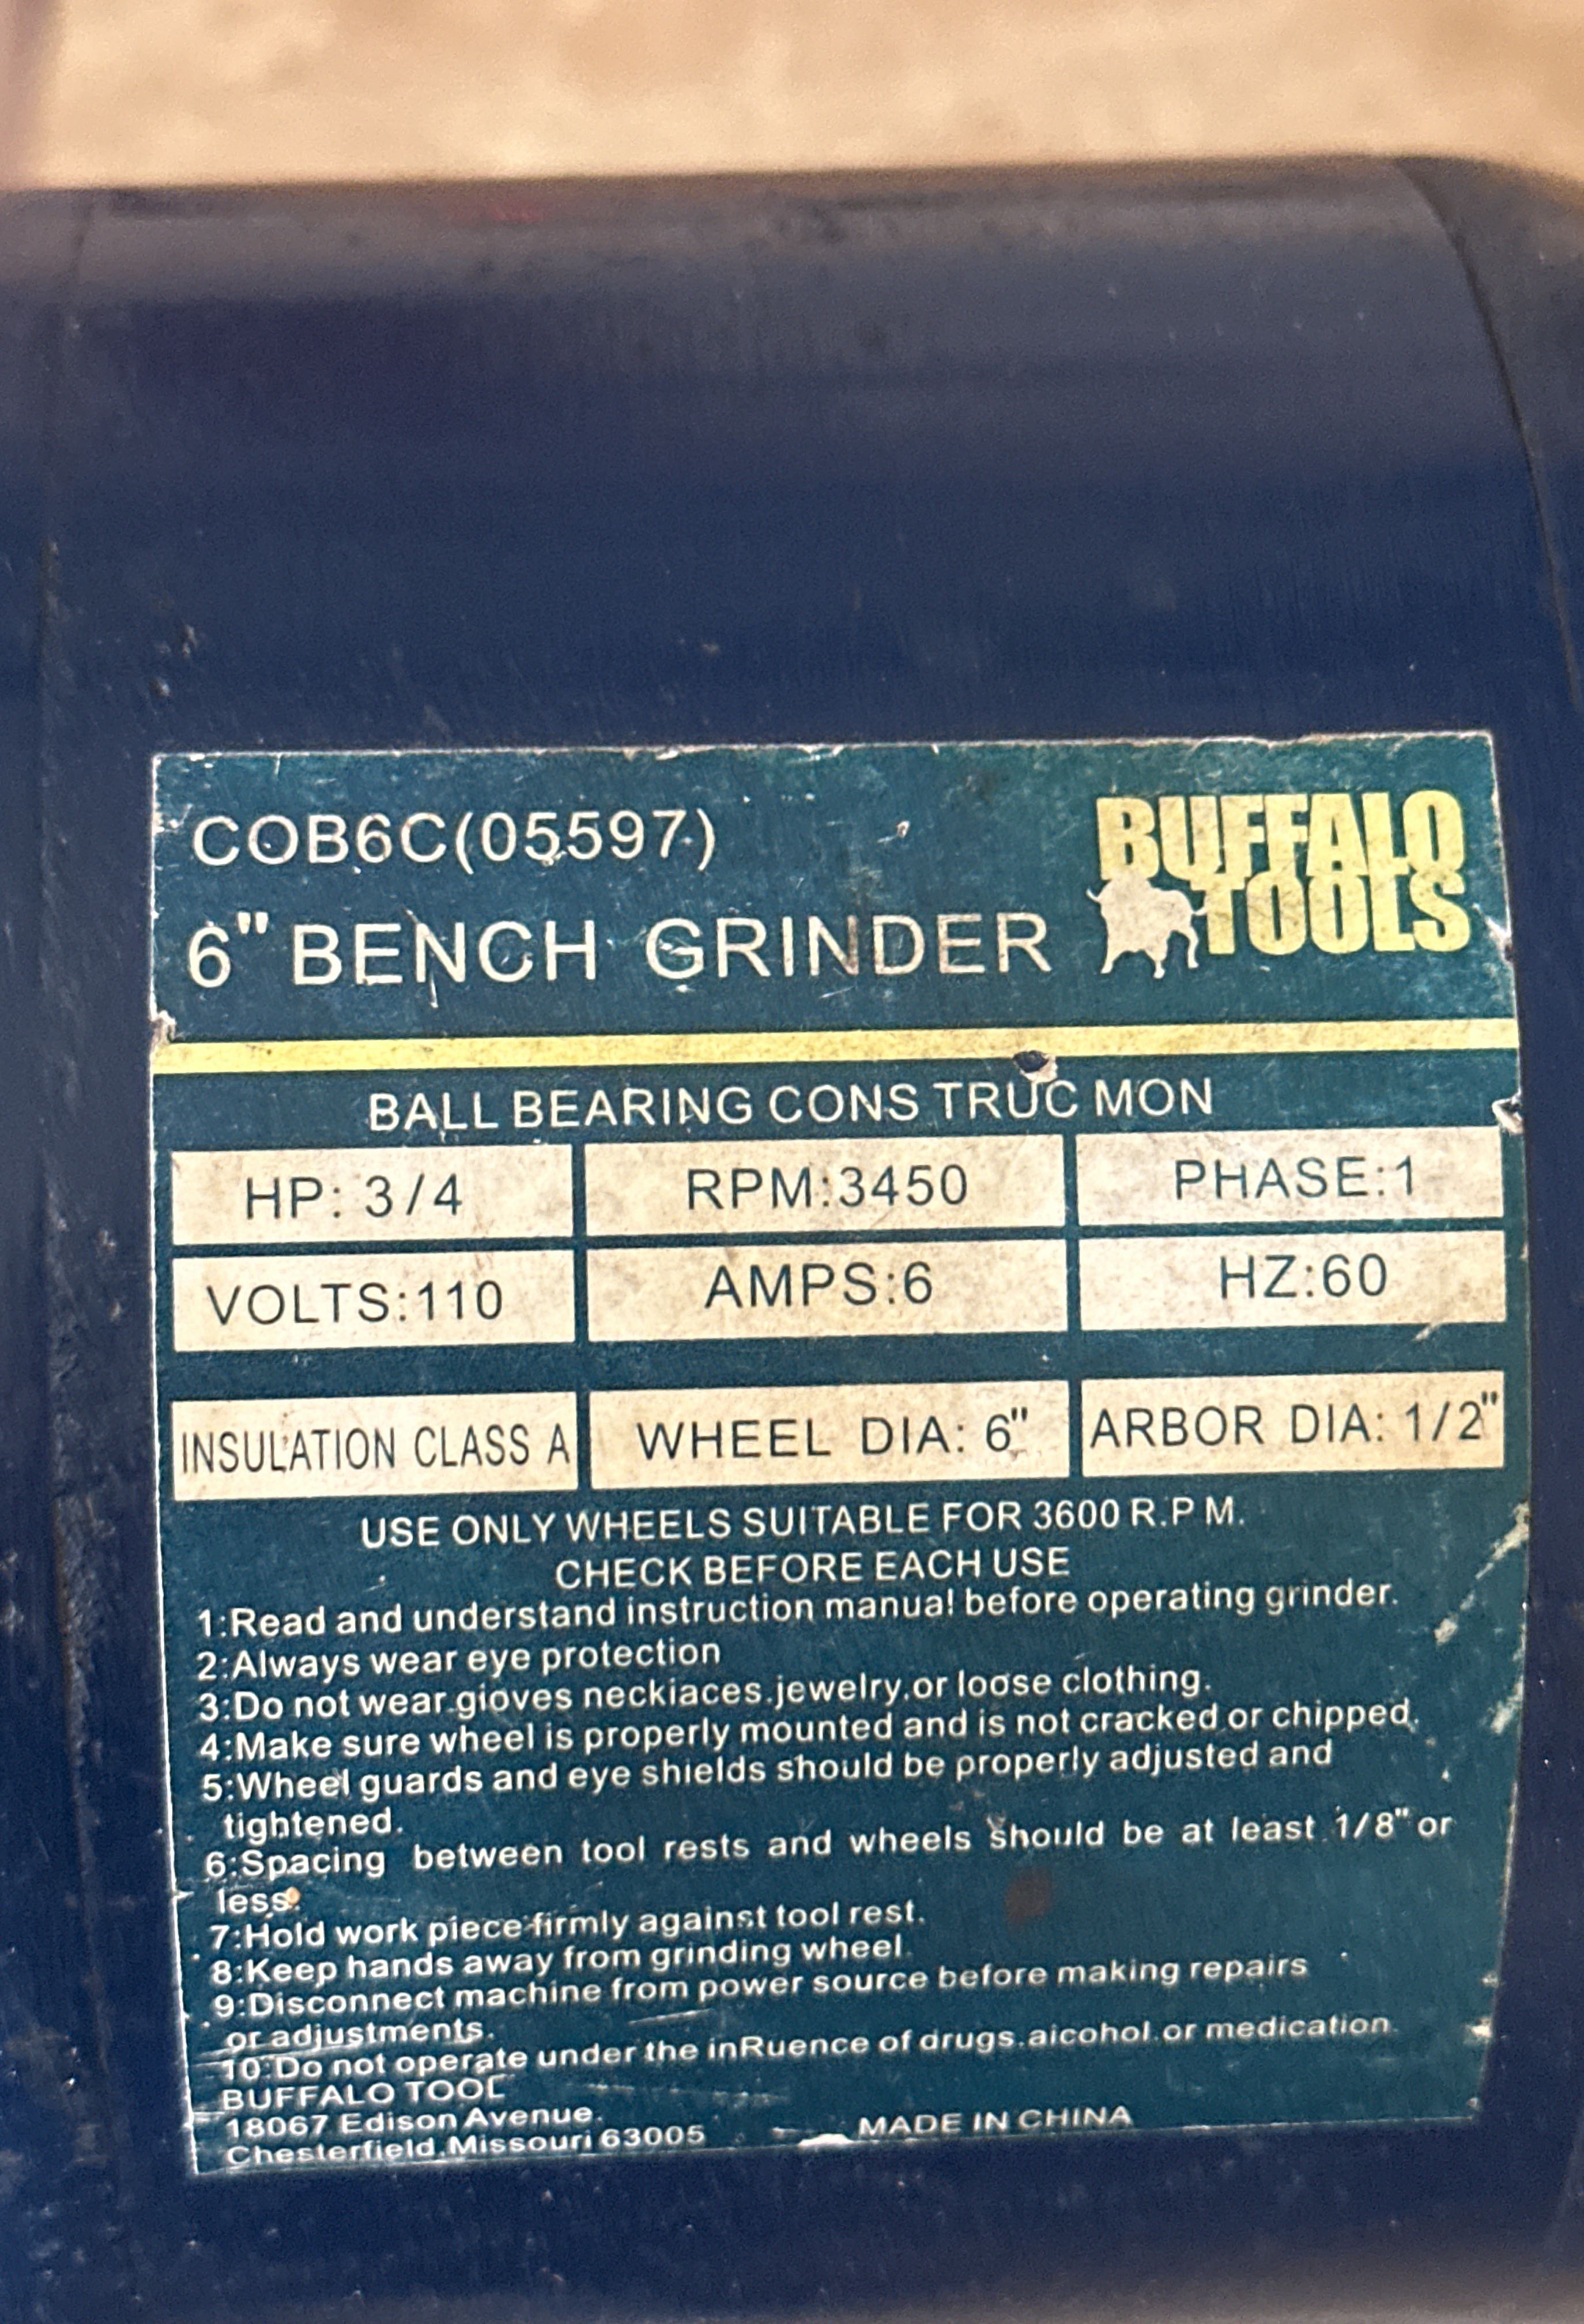 COB6C(05597)
BUFFALO
TOOLS
6" BENCH GRINDER
BALL BEARING CONS TRUC MON
HP: 3/4
RPM:3450
PHASE:1
VOLTS:110
AMPS:6
HZ:60
INSULATION CLASS A
WHEEL DIA: 6"
ARBOR DIA: 1/2"
USE ONLY WHEELS SUITABLE FOR 3600 R.P M.
CHECK BEFORE EACH USE
1:Read and understand instruction manua! before operating grinder.
2:Always wear eye protection
3:Do not wear.gioves neckiaces.jewelry.or loose clothing.
4:Make sure wheel is properly mounted and is not cracked or chipped.
5:Wheel guards and eye shields should be properly adjusted and
tightened.
6:Spacing between tool rests and wheels should be at least 1/8" or
less.
7:Hold work piece firmly against tool rest.
8:Keep hands away from grinding wheel.
9:Disconnect machine from power source before making repairs
or adjustments.
10:Do not operate under the inRuence of drugs.aicohol.or medication.
BUFFALO TOOL
18067 Edison Avenue.
Chesterfield.Missouri 63005
MADE IN CHINA